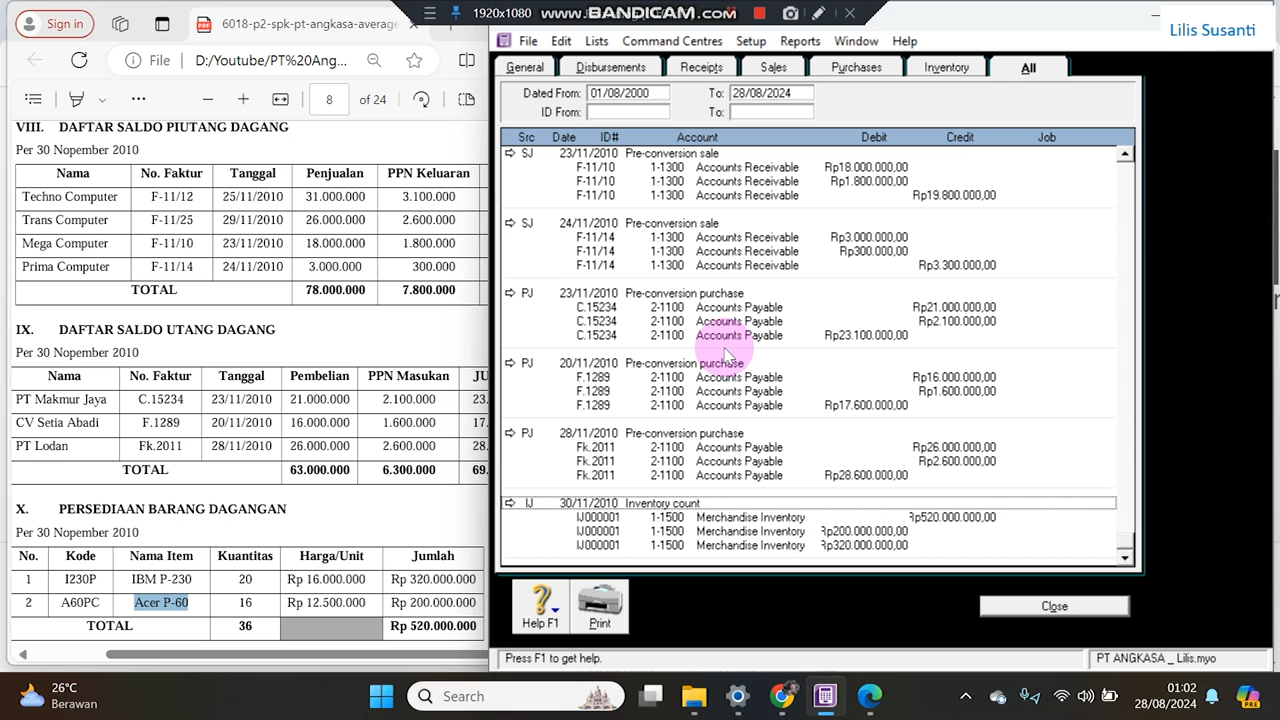 Sign in
6018-p2-spk-pt-angkasa-average
1920x1080
www.BANDICAM.com
Lilis Susanti
File
D:/Youtube/PT%20Ang...
8
of 24
VIII. DAFTAR SALDO PIUTANG DAGANG
Per 30 Nopember 2010
Nama No. Faktur Tanggal Penjualan PPN Keluaran
Techno Computer F-11/12 25/11/2010 31.000.000 3.100.000
Trans Computer F-11/25 29/11/2010 26.000.000 2.600.000
Mega Computer F-11/10 23/11/2010 18.000.000 1.800.000
Prima Computer F-11/14 24/11/2010 3.000.000 300.000
TOTAL 78.000.000 7.800.000
IX. DAFTAR SALDO UTANG DAGANG
Per 30 Nopember 2010
Nama No. Faktur Tanggal Pembelian PPN Masukan JU
PT Makmur Jaya C.15234 23/11/2010 21.000.000 2.100.000 23.
CV Setia Abadi F.1289 20/11/2010 16.000.000 1.600.000 17.
PT Lodan Fk.2011 28/11/2010 26.000.000 2.600.000 28.
TOTAL 63.000.000 6.300.000 69.
X. PERSEDIAAN BARANG DAGANGAN
Per 30 Nopember 2010
No. Kode Nama Item Kuantitas Harga/Unit Jumlah
1 I230P IBM P-230 20 Rp 16.000.000 Rp 320.000.000
2 A60PC Acer P-60 16 Rp 12.500.000 Rp 200.000.000
TOTAL 36 Rp 520.000.000
File Edit Lists Command Centres Setup Reports Window Help
General Disbursements Receipts Sales Purchases Inventory All
Dated From: 01/08/2000 To: 28/08/2024
ID From: To:
Src Date ID# Account Debit Credit Job
SJ 23/11/2010 Pre-conversion sale
F-11/10 1-1300 Accounts Receivable Rp18.000.000,00
F-11/10 1-1300 Accounts Receivable Rp1.800.000,00
F-11/10 1-1300 Accounts Receivable Rp19.800.000,00
SJ 24/11/2010 Pre-conversion sale
F-11/14 1-1300 Accounts Receivable Rp3.000.000,00
F-11/14 1-1300 Accounts Receivable Rp300.000,00
F-11/14 1-1300 Accounts Receivable Rp3.300.000,00
PJ 23/11/2010 Pre-conversion purchase
C.15234 2-1100 Accounts Payable Rp21.000.000,00
C.15234 2-1100 Accounts Payable Rp2.100.000,00
C.15234 2-1100 Accounts Payable Rp23.100.000,00
PJ 20/11/2010 Pre-conversion purchase
F.1289 2-1100 Accounts Payable Rp16.000.000,00
F.1289 2-1100 Accounts Payable Rp1.600.000,00
F.1289 2-1100 Accounts Payable Rp17.600.000,00
PJ 28/11/2010 Pre-conversion purchase
Fk.2011 2-1100 Accounts Payable Rp26.000.000,00
Fk.2011 2-1100 Accounts Payable Rp2.600.000,00
Fk.2011 2-1100 Accounts Payable Rp28.600.000,00
IJ 30/11/2010 Inventory count
IJ000001 1-1500 Merchandise Inventory Rp520.000.000,00
IJ000001 1-1500 Merchandise Inventory Rp200.000.000,00
IJ000001 1-1500 Merchandise Inventory Rp320.000.000,00
Help F1
Print
Close
Press F1 to get help.
PT ANGKASA _ Lilis.myo
26°C
Berawan
Search
01:02
28/08/2024
PRE